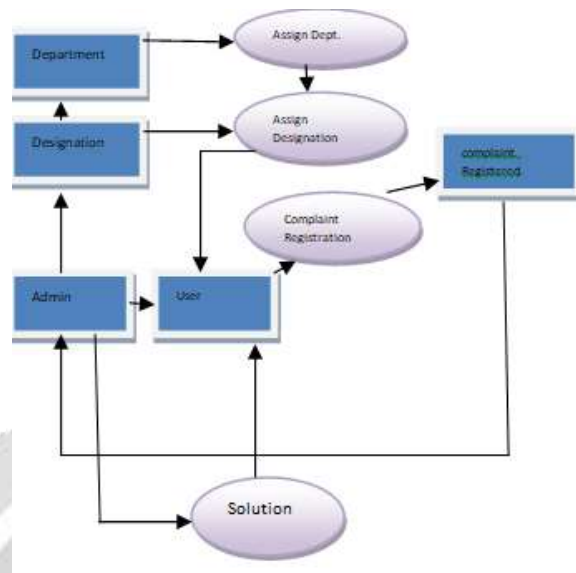 Department
Assign Dept.
Designation
Assign
Designation
complaint.
Registered
Complaint
Registration
Admin
User
Solution